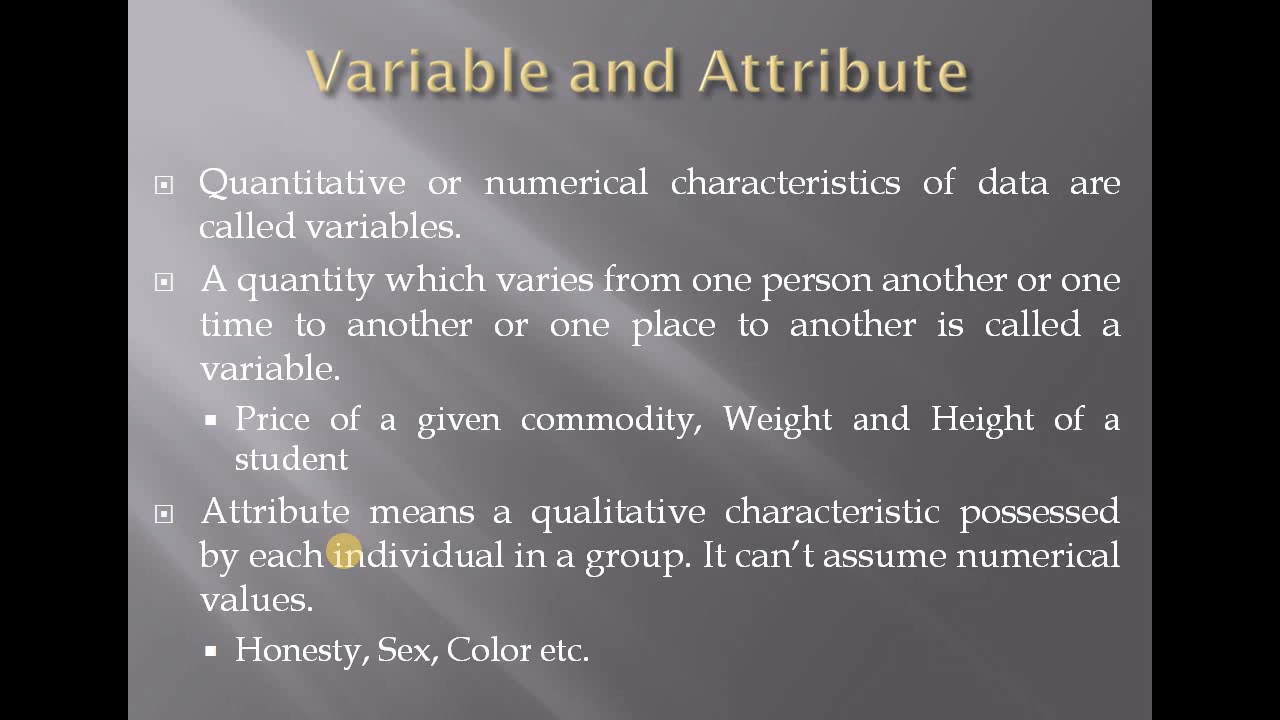 Variable and Attribute
Quantitative or numerical characteristics of data are
called variables.
A quantity which varies from one person another or one
time to another or one place to another is called a
variable.
Price of a given commodity, Weight and Height of a
student
Attribute means a qualitative characteristic possessed
by each individual in a group. It can’t assume numerical
values.
Honesty, Sex, Color etc.